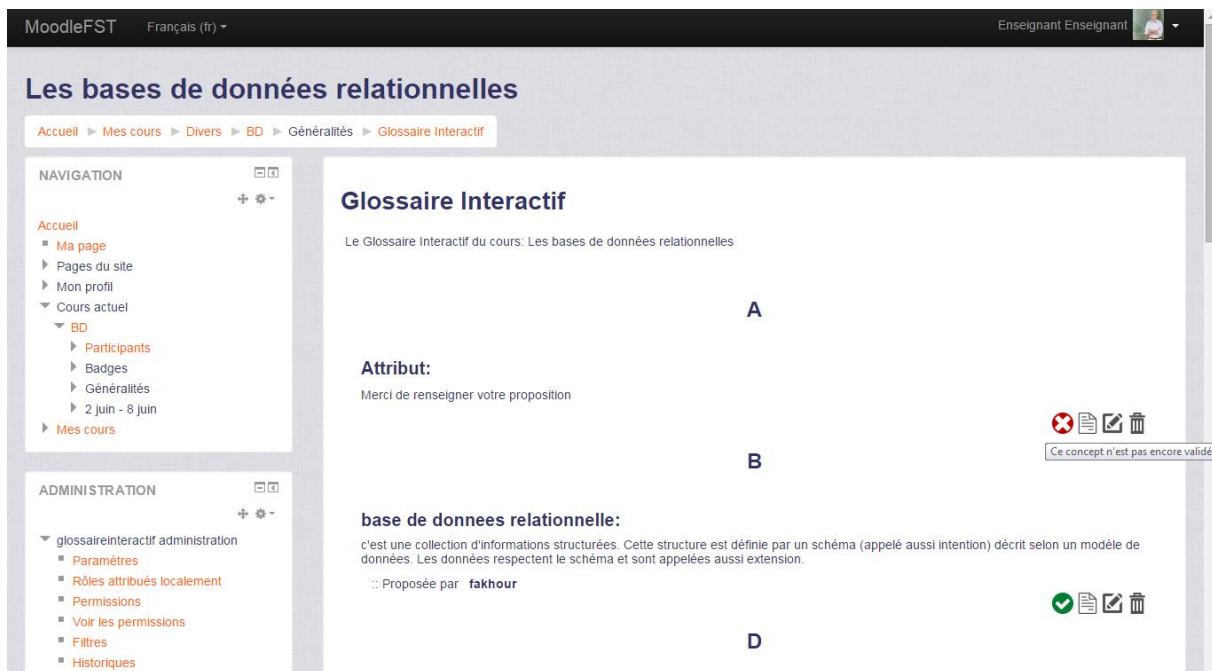 MoodleFST Français (fr) Enseignant Enseignant
Les bases de données relationnelles
Accueil Mes cours Divers BD Généralités Glossaire Interactif
NAVIGATION
Accueil
Ma page
Pages du site
Mon profil
Cours actuel
BD
Participants
Badges
Généralités
2 juin - 8 juin
Mes cours
ADMINISTRATION
glossaireinteractif administration
Paramètres
Rôles attribués localement
Permissions
Voir les permissions
Filtres
Historiques
Glossaire Interactif
Le Glossaire Interactif du cours: Les bases de données relationnelles
A
Attribut:
Merci de renseigner votre proposition
Ce concept n'est pas encore validé
B
base de donnees relationnelle:
c'est une collection d'informations structurées. Cette structure est définie par un schéma (appelé aussi intention) décrit selon un modèle de
données. Les données respectent le schéma et sont appelées aussi extension.
:: Proposée par fakhour
D